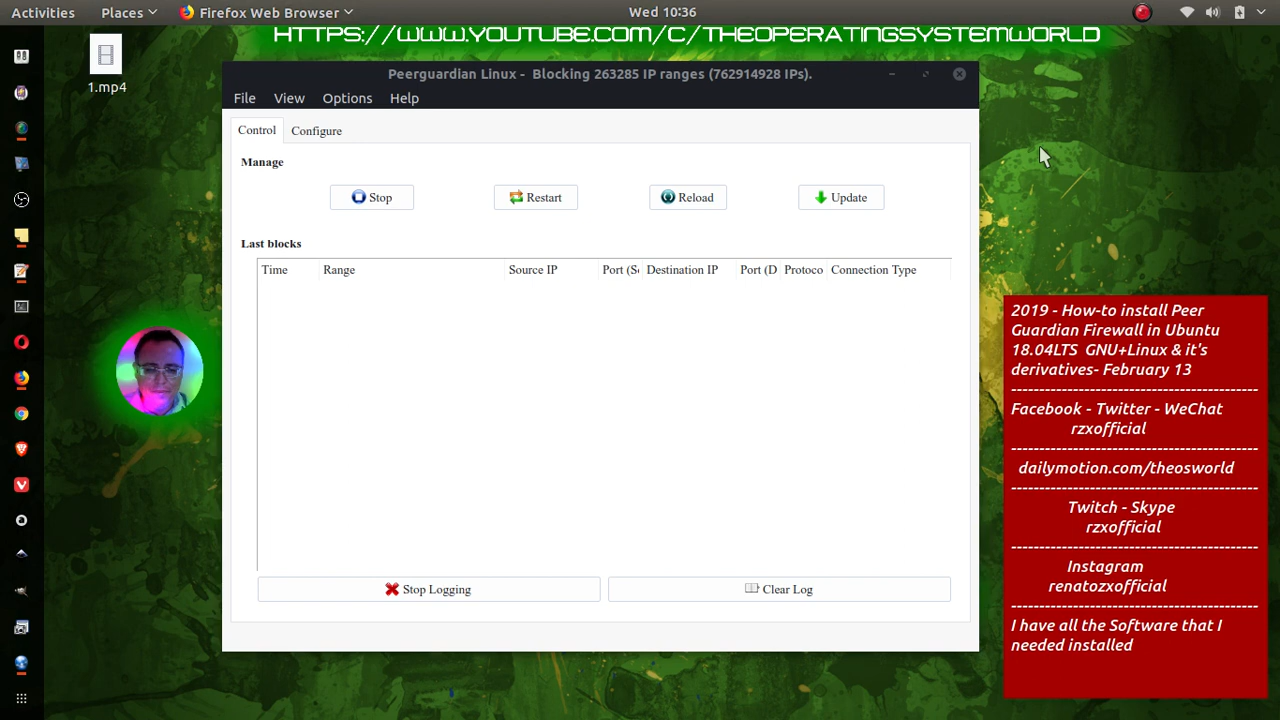 Activities Places Firefox Web Browser Wed 10:36
HTTPS://WWW.YOUTUBE.COM/C/THEOPERATINGSYSTEMWORLD
1.mp4
Peerguardian Linux - Blocking 263285 IP ranges (762914928 IPs).
File View Options Help
Control Configure
Manage
Stop Restart Reload Update
Last blocks
Time Range Source IP Port (So Destination IP Port (D Protoco Connection Type
Stop Logging Clear Log
2019 - How-to install Peer
Guardian Firewall in Ubuntu
18.04LTS GNU+Linux & it's
derivatives- February 13
--------------------------------------------
Facebook - Twitter - WeChat
rzxofficial
--------------------------------------------
dailymotion.com/theosworld
--------------------------------------------
Twitch - Skype
rzxofficial
--------------------------------------------
Instagram
renatozxofficial
--------------------------------------------
I have all the Software that I
needed installed